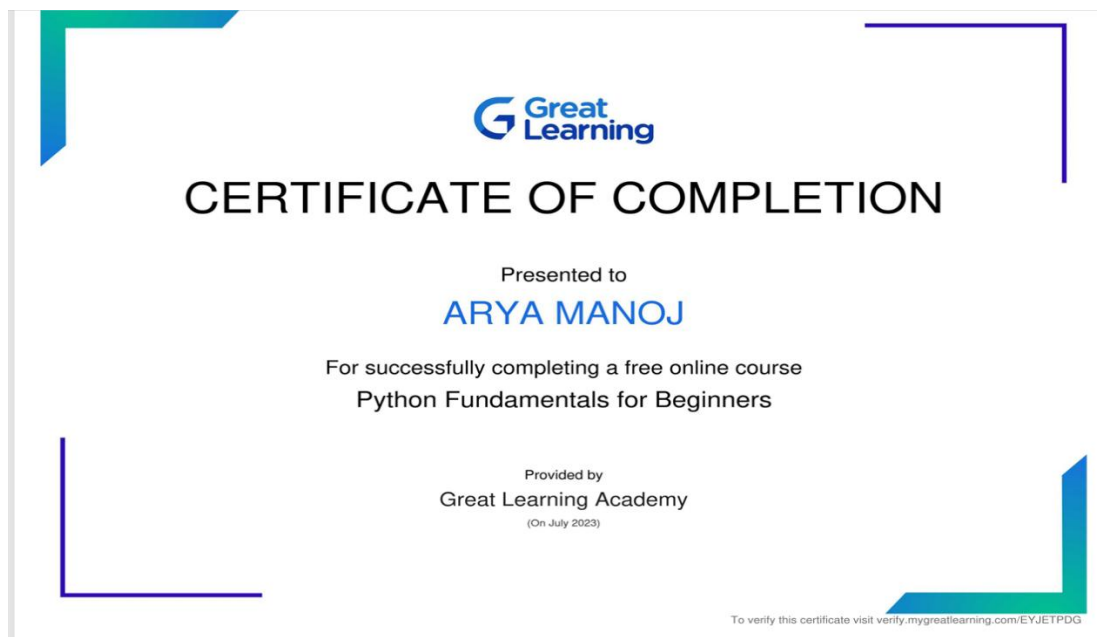 Great
Learning
CERTIFICATE OF COMPLETION
Presented to
ARYA MANOJ
For successfully completing a free online course
Python Fundamentals for Beginners
Provided by
Great Learning Academy
(On July 2023)
To verify this certificate visit verify.mygreatlearning.com/EYJETPDG